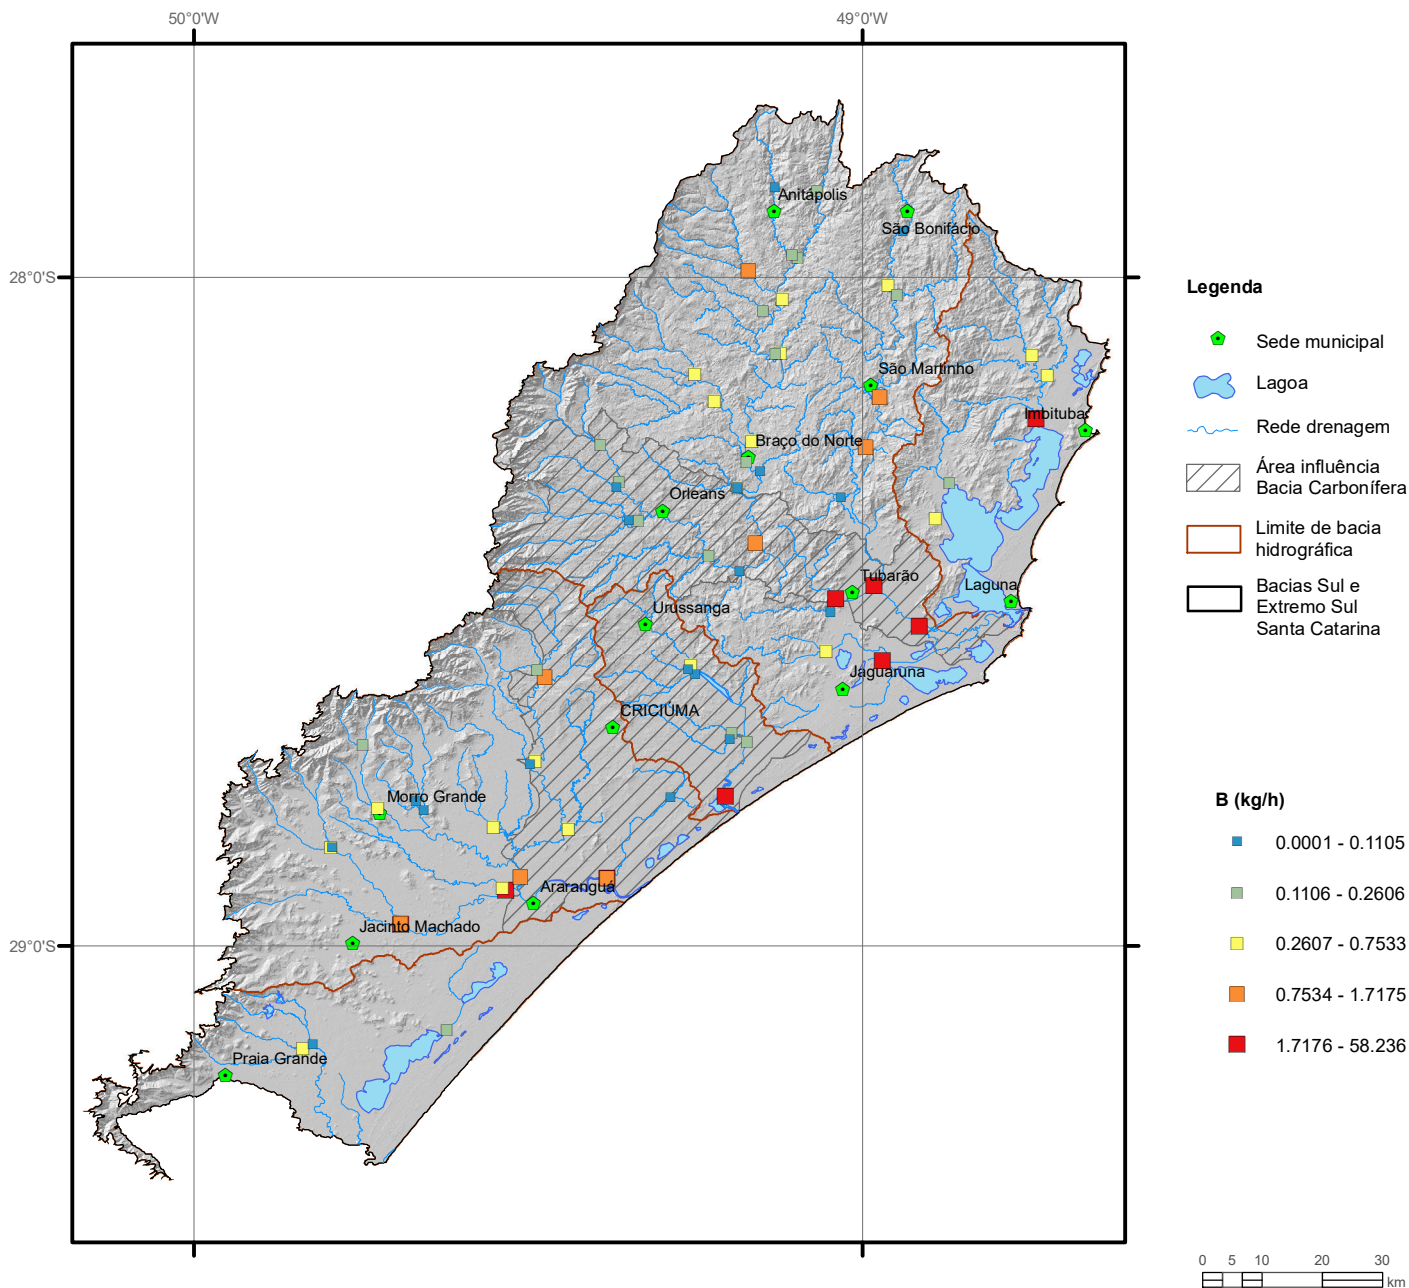 50°0'W
49°0'W
Anitápolis
São Bonifácio
28°0'S
São Martinho
Imbituba
Braço do Norte
Orleans
Tubarão
Laguna
Urussanga
Jaguaruna
CRICIÚMA
Morro Grande
Araranguá
Jacinto Machado
29°0'S
Praia Grande
Legenda
Sede municipal
Lagoa
Rede drenagem
Área influência
Bacia Carbonífera
Limite de bacia
hidrográfica
Bacias Sul e
Extremo Sul
Santa Catarina
B (kg/h)
0.0001 - 0.1105
0.1106 - 0.2606
0.2607 - 0.7533
0.7534 - 1.7175
1.7176 - 58.236
0 5 10 20 30
km